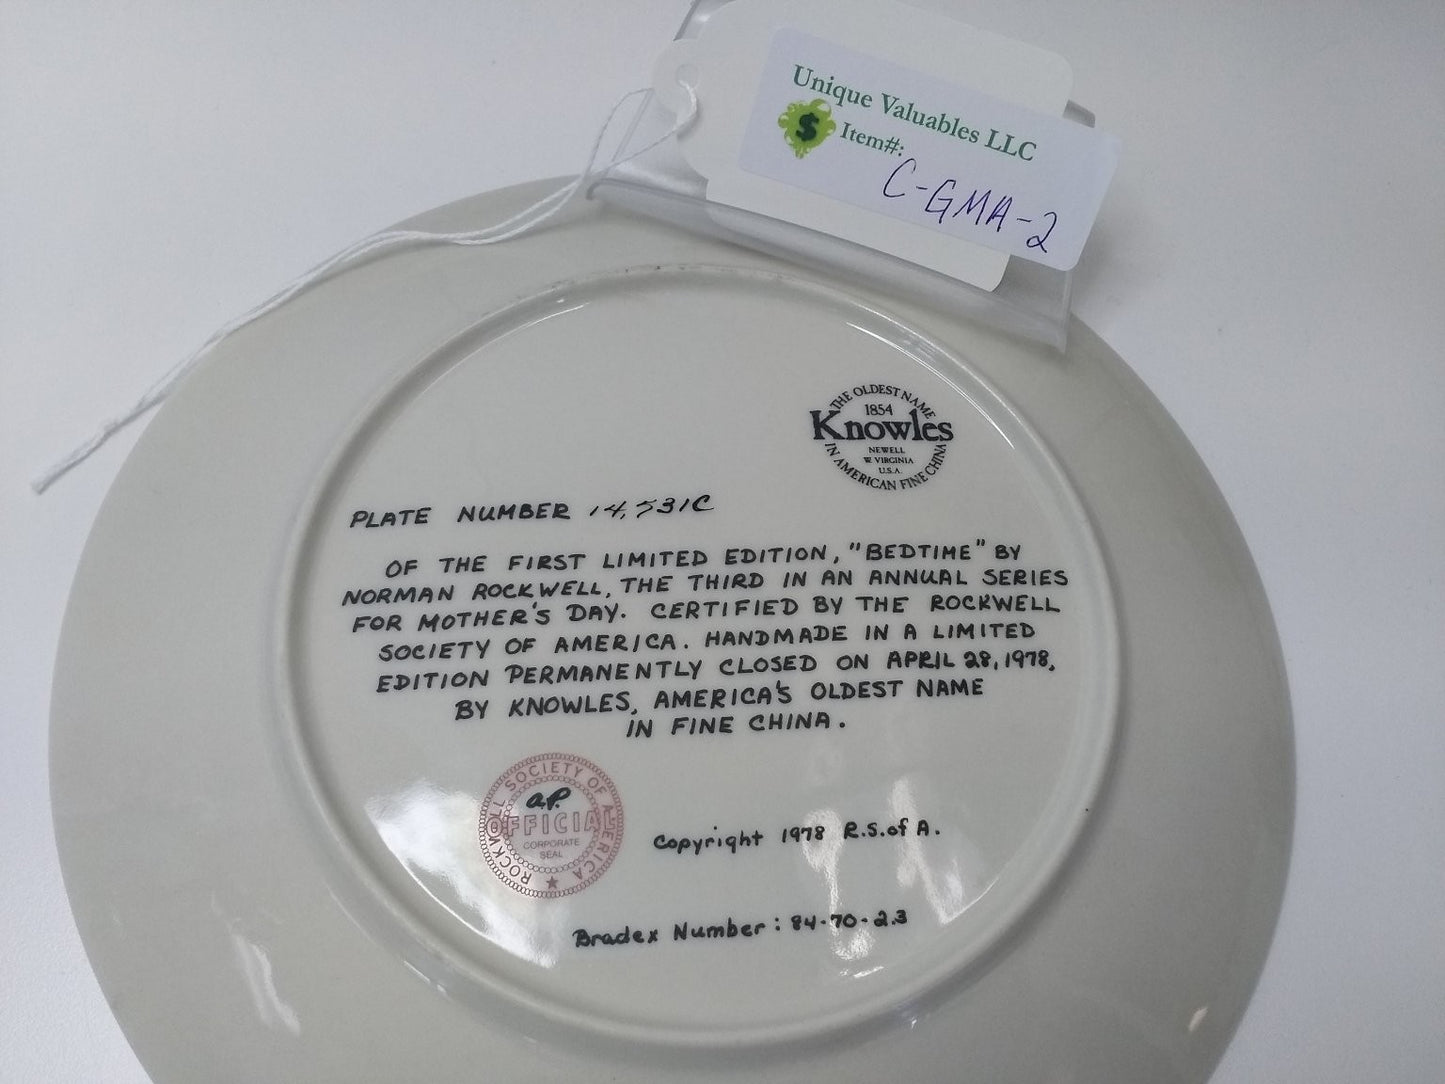 Unique Valuables LLC
$
Item#:
C-GMA-2
THE OLDEST NAME
1854
Knowles
NEWELL
W VIRGINIA
U.S.A.
IN AMERICAN FINE CHINA
PLATE NUMBER 14,531C
OF THE FIRST LIMITED EDITION, "BEDTIME" BY
NORMAN ROCKWELL, THE THIRD IN AN ANNUAL SERIES
FOR MOTHER'S DAY. CERTIFIED BY THE ROCKWELL
SOCIETY OF AMERICA. HANDMADE IN A LIMITED
EDITION PERMANENTLY CLOSED ON APRIL 28, 1978,
BY KNOWLES, AMERICA'S OLDEST NAME
IN FINE CHINA.
ROCKWELL SOCIETY OF AMERICA
a.P.
OFFICIAL
CORPORATE
SEAL
Copyright 1978 R.S.of A.
Bradex Number: 84-70-2.3